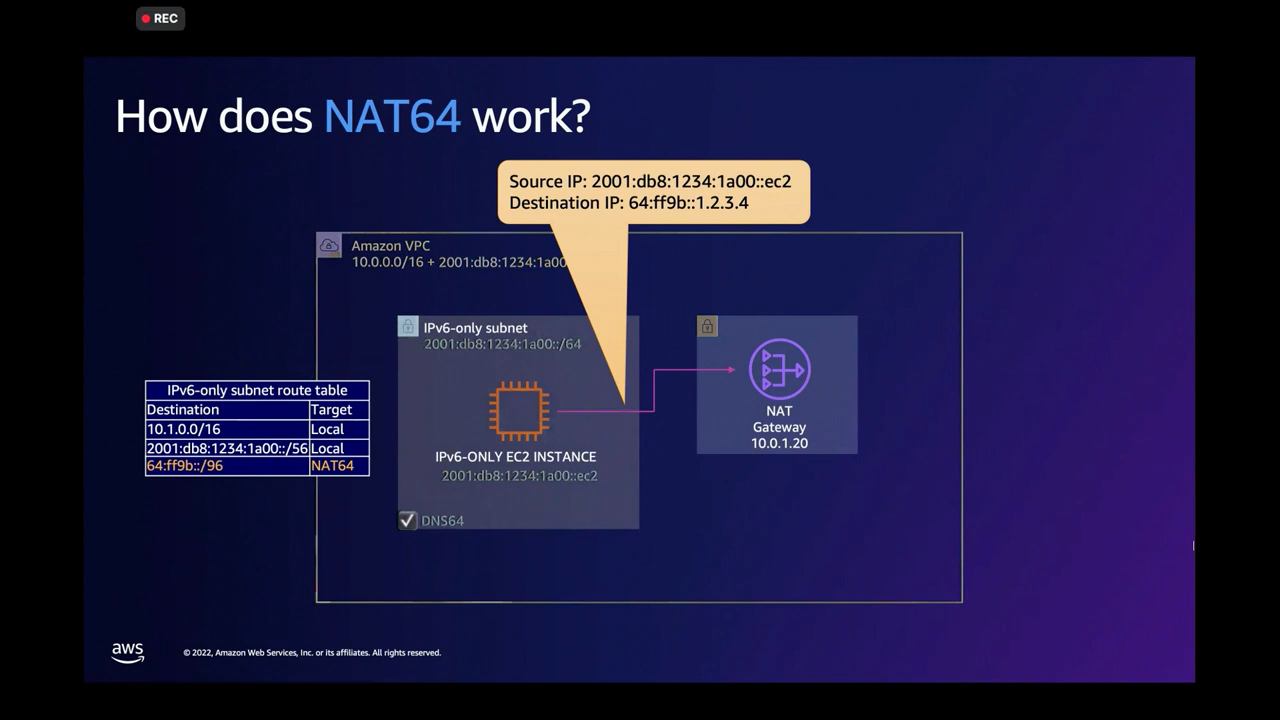 REC
How does NAT64 work?
Source IP: 2001:db8:1234:1a00::ec2
Destination IP: 64:ff9b::1.2.3.4
Amazon VPC
10.0.0.0/16 + 2001:db8:1234:1a00
IPv6-only subnet
2001:db8:1234:1a00::/64
IPv6-only subnet route table
Destination Target
10.1.0.0/16 Local
2001:db8:1234:1a00::/56 Local
64:ff9b::/96 NAT64
IPv6-ONLY EC2 INSTANCE
2001:db8:1234:1a00::ec2
DNS64
NAT
Gateway
10.0.1.20
aws
© 2022, Amazon Web Services, Inc. or its affiliates. All rights reserved.